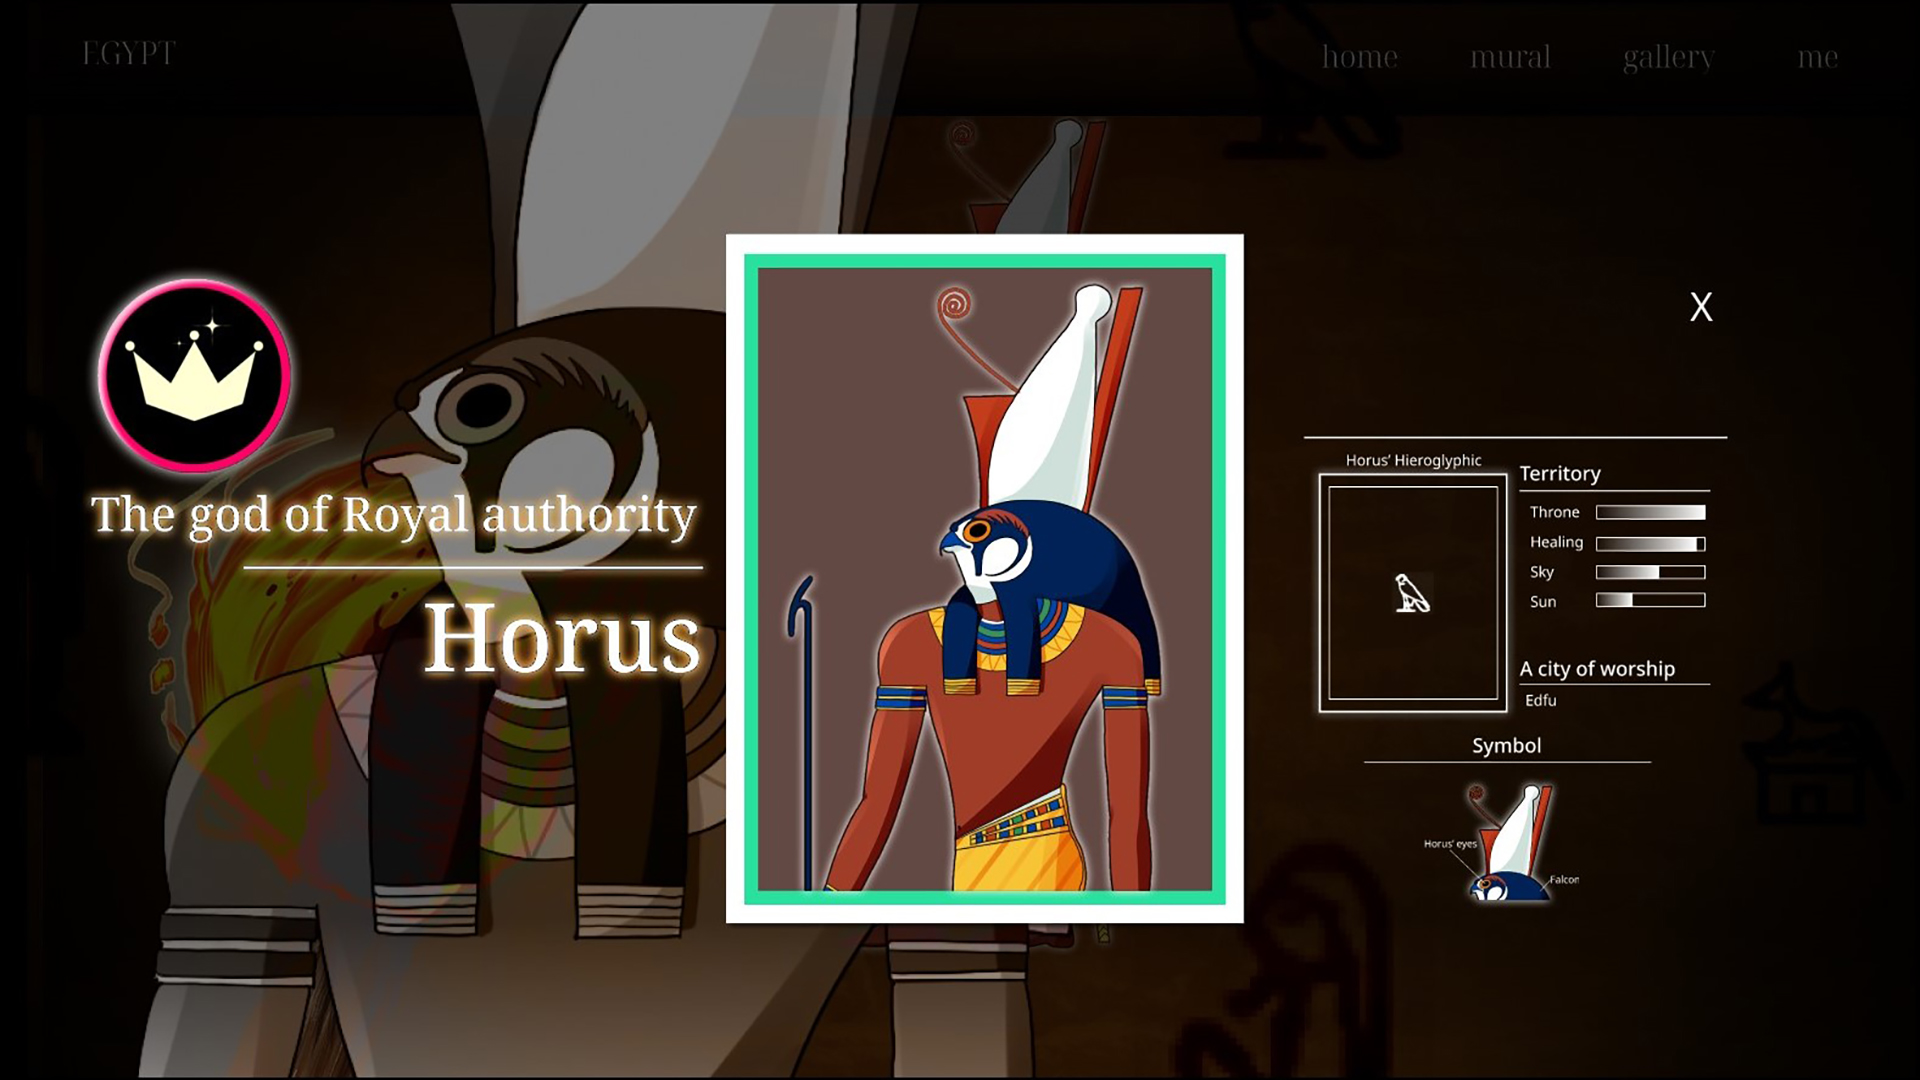 EGYPT
home mural gallery me
The god of Royal authority
Horus
X
Horus' Hieroglyphic
Territory
Throne
Healing
Sky
Sun
A city of worship
Edfu
Symbol
Horus' eyes
Falcon